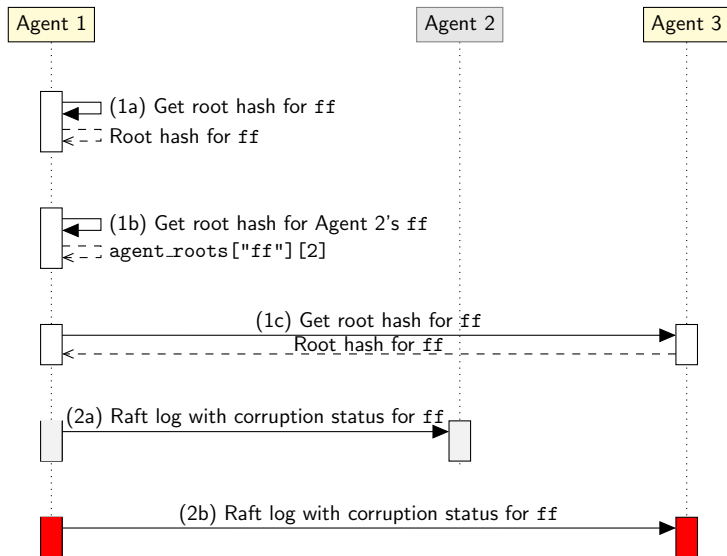 Agent 1
Agent 2
Agent 3
(1a) Get root hash for ff
Root hash for ff
(1b) Get root hash for Agent 2's ff
agent_roots["ff"][2]
(1c) Get root hash for ff
Root hash for ff
(2a) Raft log with corruption status for ff
(2b) Raft log with corruption status for ff